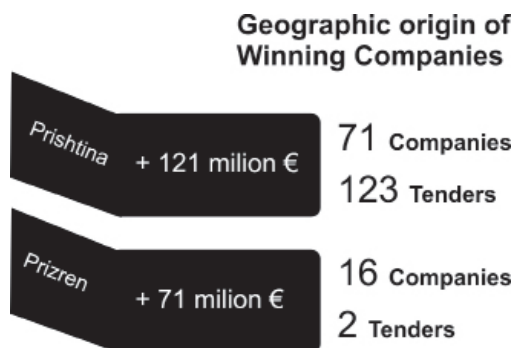 Geographic origin of
Winning Companies
Prishtina
+ 121 milion €
71 Companies
123 Tenders
Prizren
+ 71 milion €
16 Companies
2 Tenders